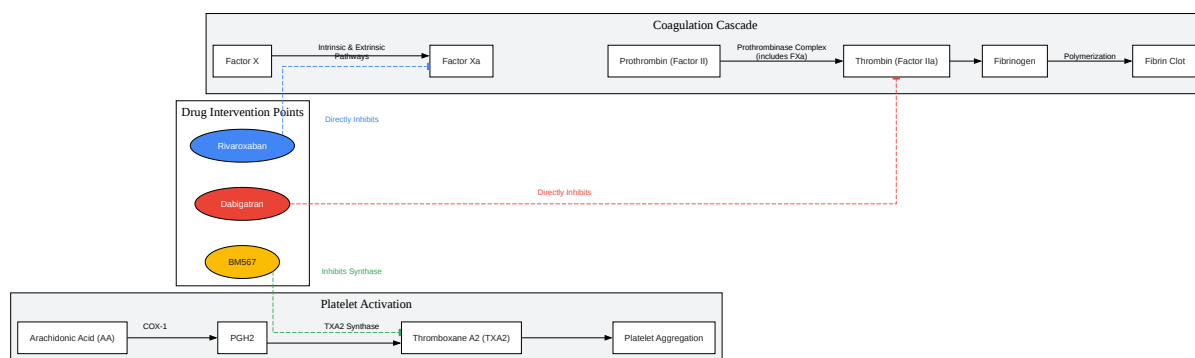 Coagulation Cascade
Factor X
Intrinsic & Extrinsic
Pathways
Factor Xa
Prothrombin (Factor II)
Prothrombinase Complex
(includes FXa)
Thrombin (Factor IIa)
Fibrinogen
Polymerization
Fibrin Clot
Drug Intervention Points
Rivaroxaban
Directly Inhibits
Dabigatran
Directly Inhibits
BM567
Inhibits Synthase
Platelet Activation
Arachidonic Acid (AA)
COX-1
PGH2
TXA2 Synthase
Thromboxane A2 (TXA2)
Platelet Aggregation